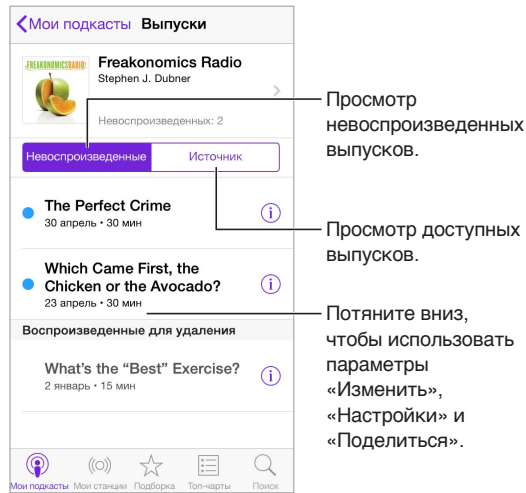 Мои подкасты Выпуски
FREAKONOMICSRADIO
Freakonomics Radio
Stephen J. Dubner
Невоспроизведенных: 2
Невоспроизведенные Источник
The Perfect Crime
30 апрель • 30 мин
Which Came First, the
Chicken or the Avocado?
23 апрель • 30 мин
Воспроизведенные для удаления
What's the “Best” Exercise?
2 январь • 15 мин
Мои подкасты Мои станции Подборка Топ-чарты Поиск
Просмотр
невоспроизведенных
выпусков.
Просмотр доступных
выпусков.
Потяните вниз,
чтобы использовать
параметры
«Изменить»,
«Настройки» и
«Поделиться».